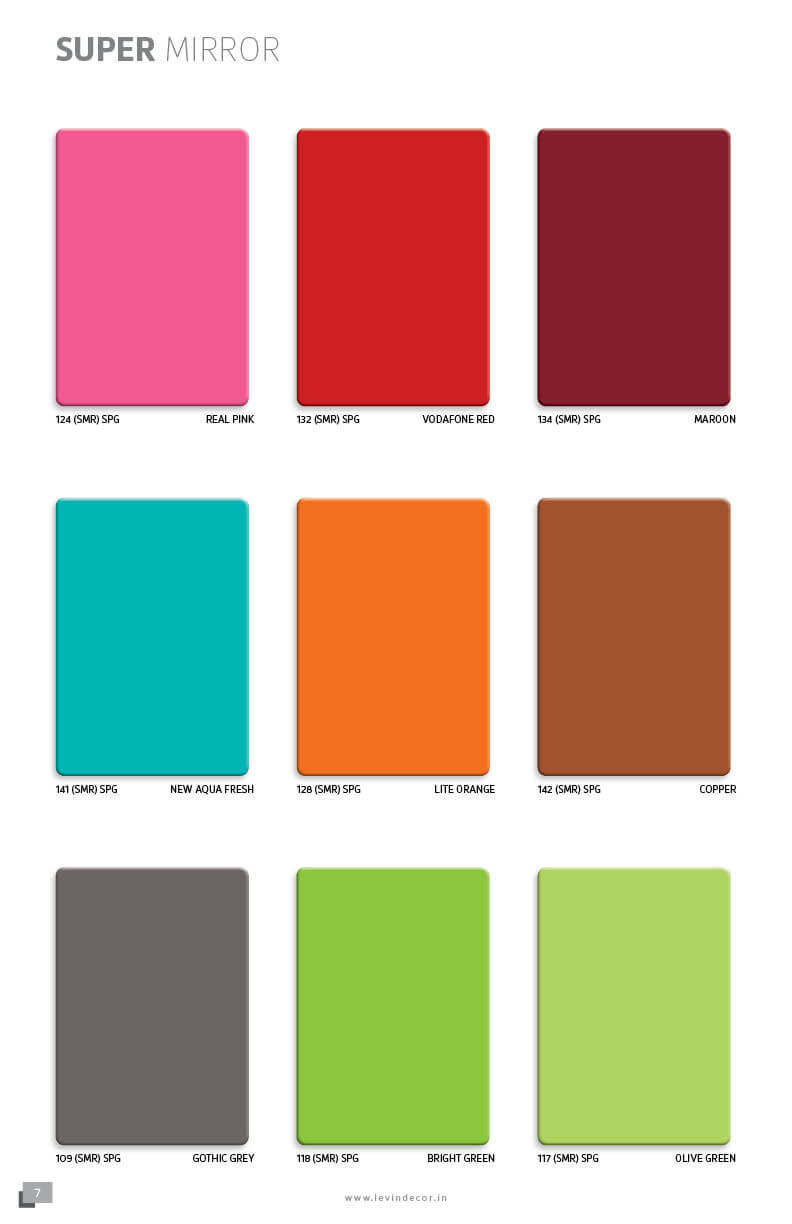 SUPER MIRROR
124 (SMR) SPG REAL PINK
132 (SMR) SPG VODAFONE RED
134 (SMR) SPG MAROON
141 (SMR) SPG NEW AQUA FRESH
128 (SMR) SPG LITE ORANGE
142 (SMR) SPG COPPER
109 (SMR) SPG GOTHIC GREY
118 (SMR) SPG BRIGHT GREEN
117 (SMR) SPG OLIVE GREEN
7
www.levindecor.in